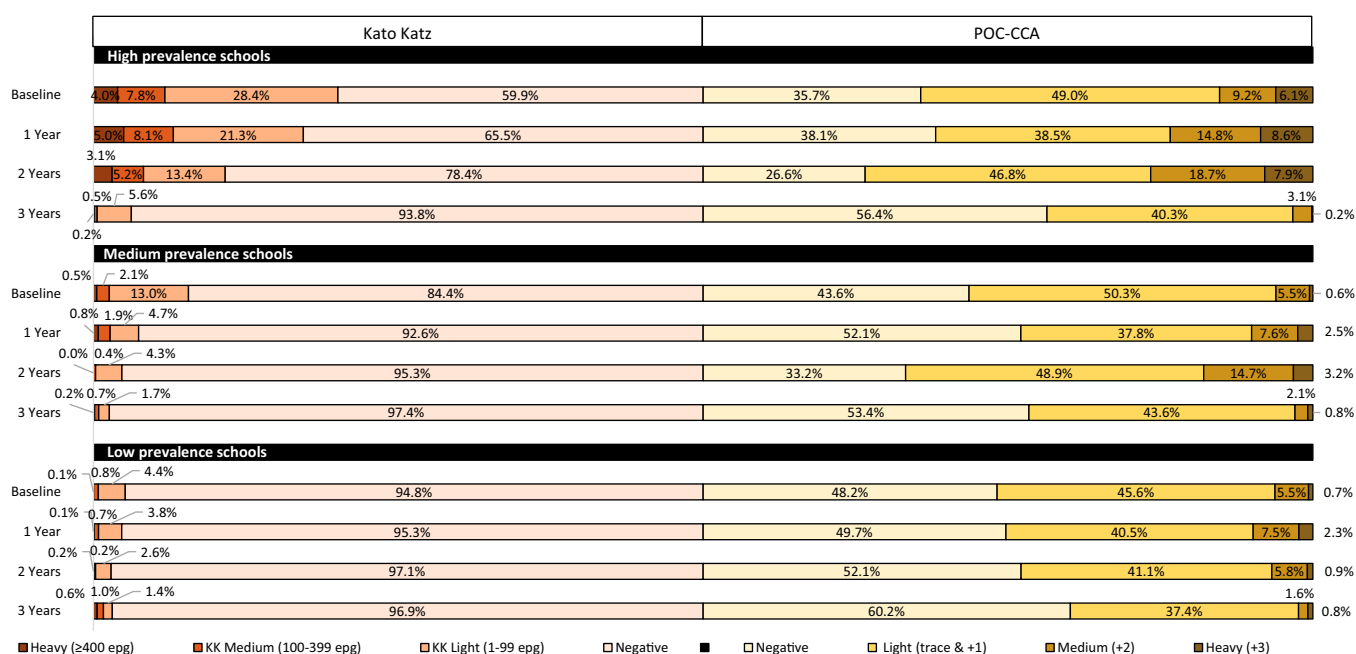 Kato Katz POC-CCA
High prevalence schools
Baseline 4.0% 7.8% 28.4% 59.9% 35.7% 49.0% 9.2% 6.1%
1 Year 5.0% 8.1% 21.3% 65.5% 38.1% 38.5% 14.8% 8.6%
3.1%
2 Years 5.2% 13.4% 78.4% 26.6% 46.8% 18.7% 7.9%
0.5% 5.6% 3.1%
3 Years 93.8% 56.4% 40.3% 0.2%
0.2%
Medium prevalence schools
0.5% 2.1%
Baseline 13.0% 84.4% 43.6% 50.3% 5.5% 0.6%
0.8% 1.9% 4.7%
1 Year 92.6% 52.1% 37.8% 7.6% 2.5%
0.0% 0.4% 4.3%
2 Years 95.3% 33.2% 48.9% 14.7% 3.2%
0.2% 0.7% 1.7% 2.1%
3 Years 97.4% 53.4% 43.6% 0.8%
Low prevalence schools
0.1% 0.8% 4.4%
Baseline 94.8% 48.2% 45.6% 5.5% 0.7%
0.1% 0.7% 3.8%
1 Year 95.3% 49.7% 40.5% 7.5% 2.3%
0.2% 0.2% 2.6%
2 Years 97.1% 52.1% 41.1% 5.8% 0.9%
0.6% 1.0% 1.4% 1.6%
3 Years 96.9% 60.2% 37.4% 0.8%
Heavy (≥400 epg) KK Medium (100-399 epg) KK Light (1-99 epg) Negative Negative Light (trace & +1) Medium (+2) Heavy (+3)